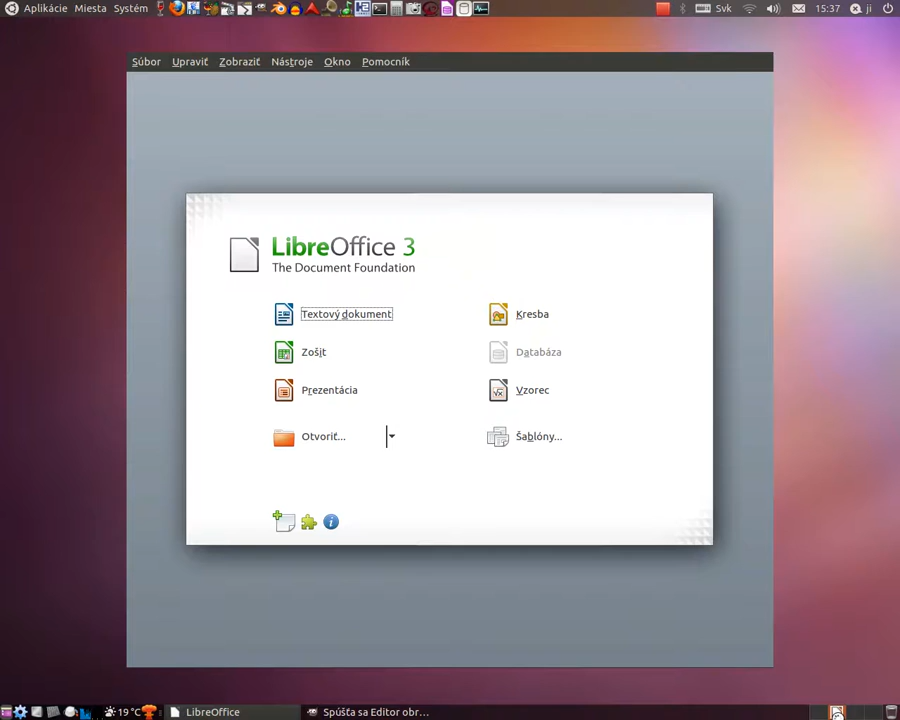 Aplikácie Miesta Systém Svk 15:37 ji
Súbor Upraviť Zobraziť Nástroje Okno Pomocník
LibreOffice 3
The Document Foundation
Textový dokument Kresba
Zošit Databáza
Prezentácia Vzorec
Otvoriť... Šablóny...
19 °C LibreOffice Spúšťa sa Editor obr...